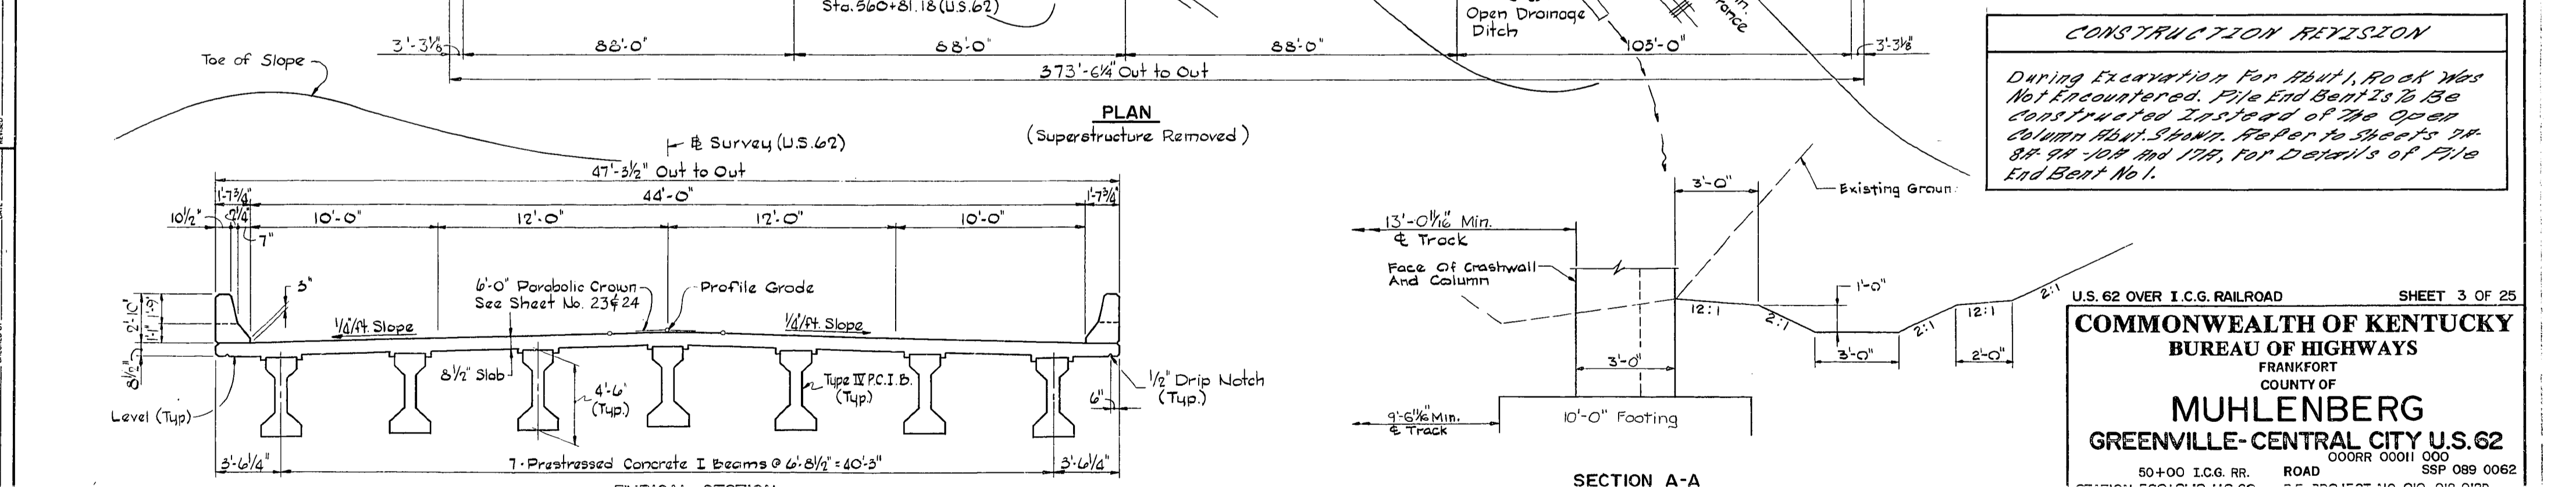 Sta. 560+81.18 (U.S.62)
Open Drainage
Ditch
3'-3⅛"
88'-0"
88'-0"
88'-0"
103'-0"
3'-3⅛"
373'-6¼" Out to Out
Toe of Slope
PLAN
(Superstructure Removed)
CONSTRUCTION REVISION
During Excavation For Abut 1, Rock Was
Not Encountered. Pile End Bent Is To Be
Constructed Instead of The Open
Column Abut. Shown. Refer to Sheets 7A-
8A-9A-10A And 17A, For Details of Pile
End Bent No 1.
℄ Survey (U.S.62)
47'-3½" Out to Out
1'-7¾"
44'-0"
1'-7¾"
10½"
2¼"
7"
10'-0"
12'-0"
12'-0"
10'-0"
3"
6'-0" Parabolic Crown
See Sheet No. 23¢24
Profile Grade
¼"/ft. Slope
¼"/ft. Slope
2'-10"
1'-9"
1'-1"
8½"
8½" Slab
4'-6"
(Typ.)
Type IV P.C.I.B.
(Typ.)
½" Drip Notch
(Typ.)
6"
Level (Typ)
3'-6¼"
7-Prestressed Concrete I Beams @ 6'-8½" = 40'-3"
3'-6¼"
3'-0"
Existing Groun
13'-0 11/16" Min.
℄ Track
Face Of Crashwall
And Column
12:1
2:1
1'-0"
3'-0"
2:1
12:1
2'-0"
2:1
3'-0"
9'-6 11/16" Min.
℄ Track
10'-0" Footing
SECTION A-A
U.S. 62 OVER I.C.G. RAILROAD SHEET 3 OF 25
COMMONWEALTH OF KENTUCKY
BUREAU OF HIGHWAYS
FRANKFORT
COUNTY OF
MUHLENBERG
GREENVILLE-CENTRAL CITY U.S.62
000RR 00011 000
50+00 I.C.G. RR. ROAD SSP 089 0062